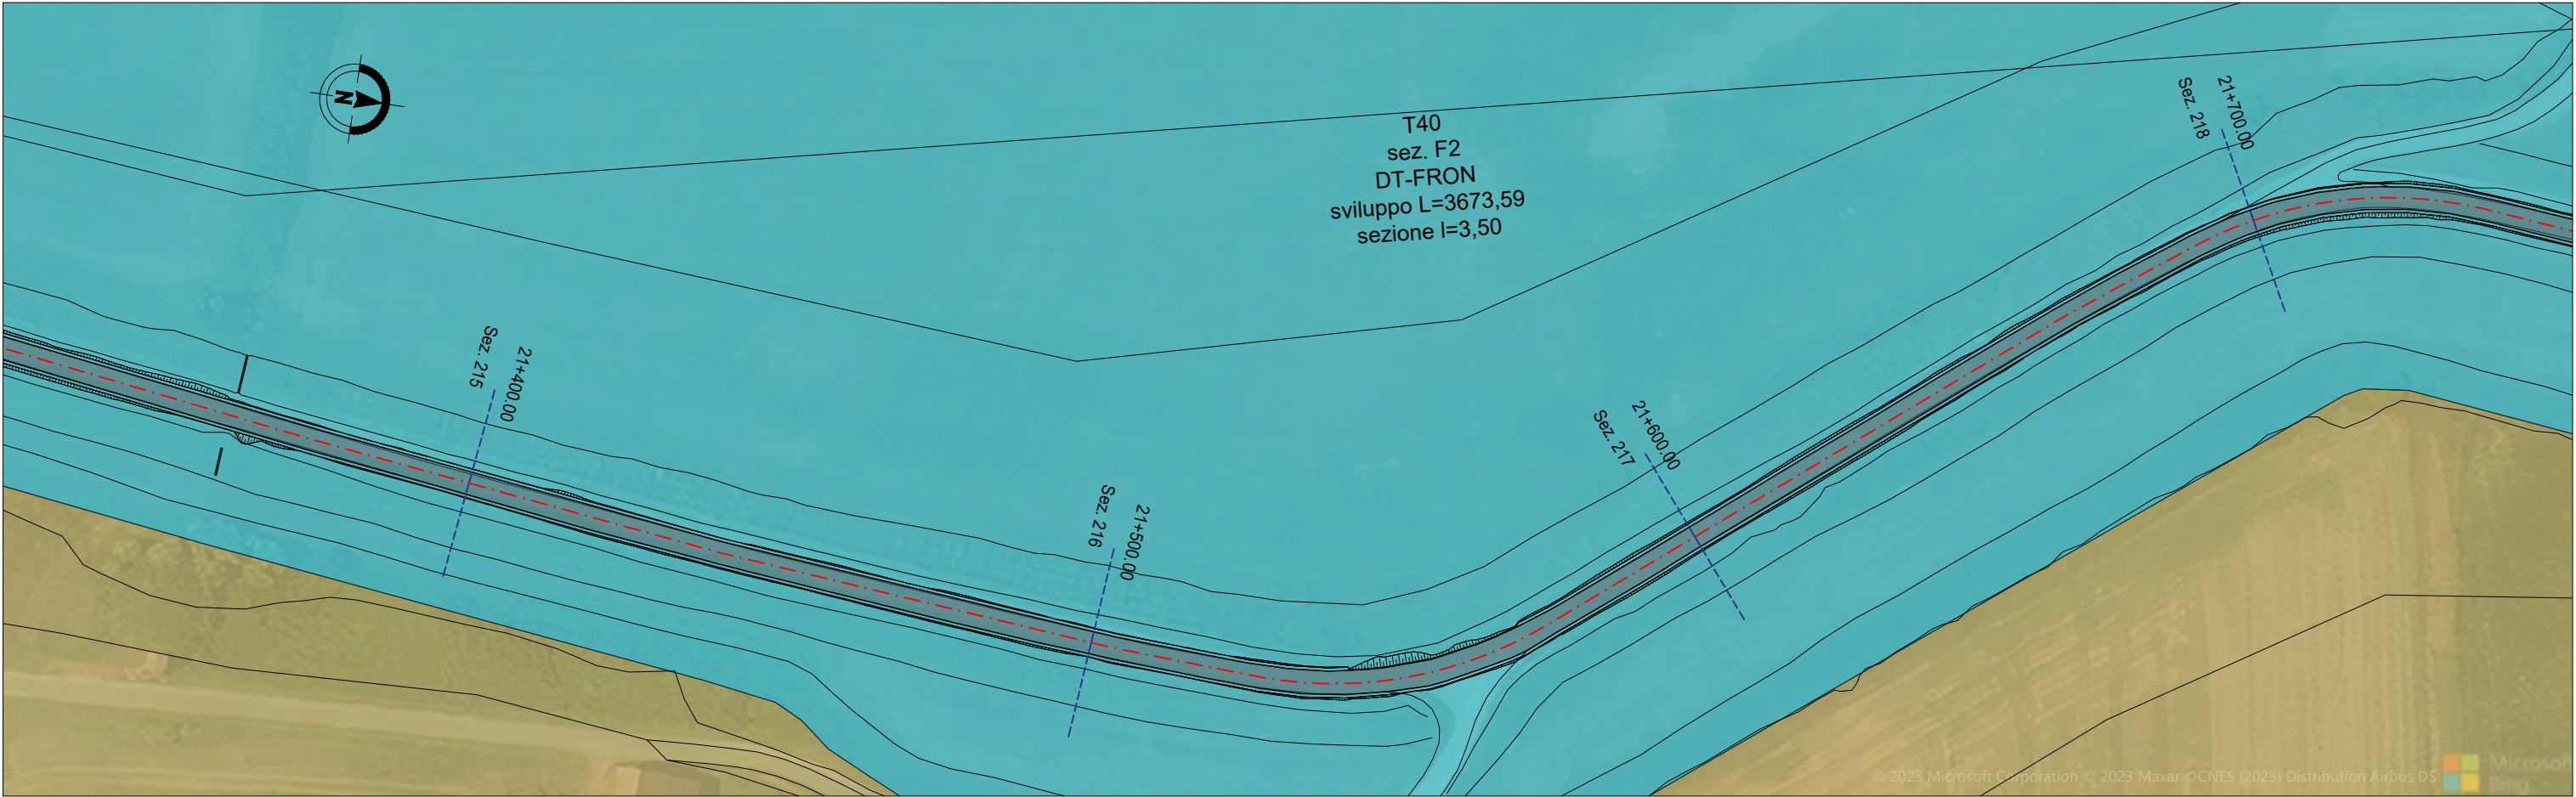 N
T40
sez. F2
DT-FRON
sviluppo L=3673,59
sezione l=3,50
Sez. 215
21+400.00
Sez. 216
21+500.00
Sez. 217
21+600.00
Sez. 218
21+700.00
© 2023 Microsoft Corporation © 2023 Maxar ©CNES (2023) Distribution Airbus DS
Microsoft
Bing